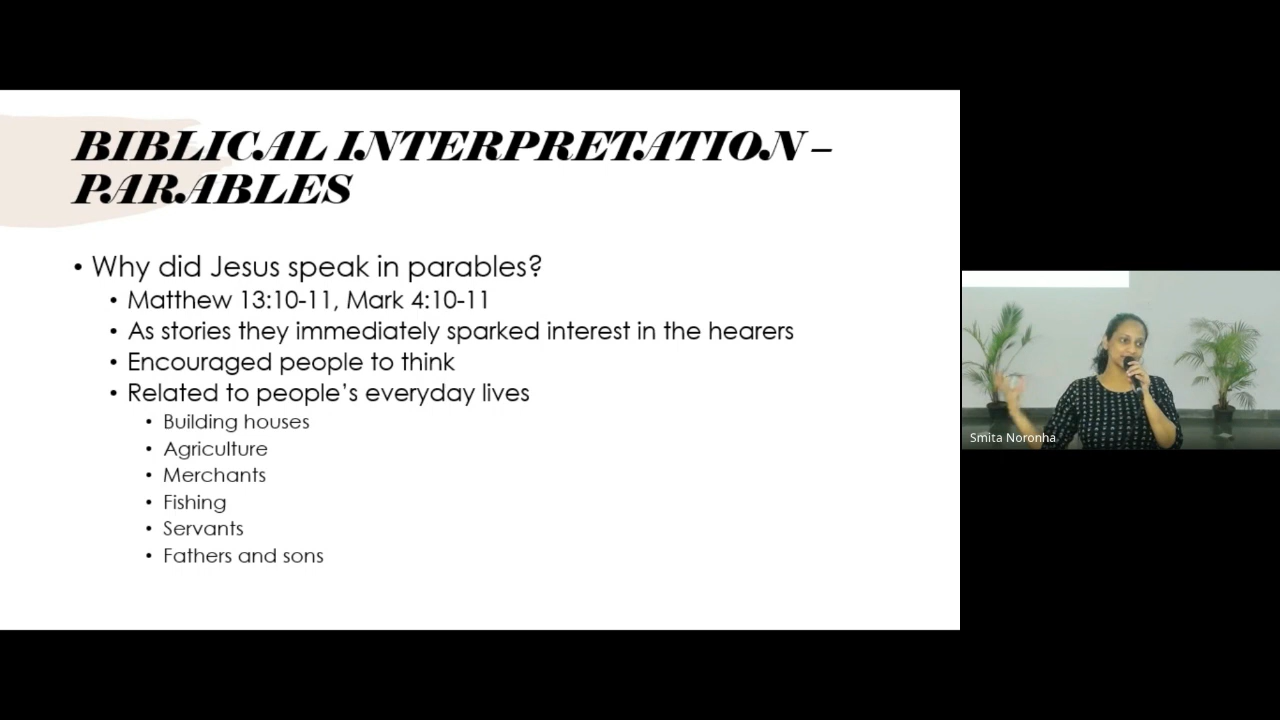 BIBLICAL INTERPRETATION –
PARABLES
• Why did Jesus speak in parables?
• Matthew 13:10-11, Mark 4:10-11
• As stories they immediately sparked interest in the hearers
• Encouraged people to think
• Related to people’s everyday lives
• Building houses
• Agriculture
• Merchants
• Fishing
• Servants
• Fathers and sons
Smita Noronha